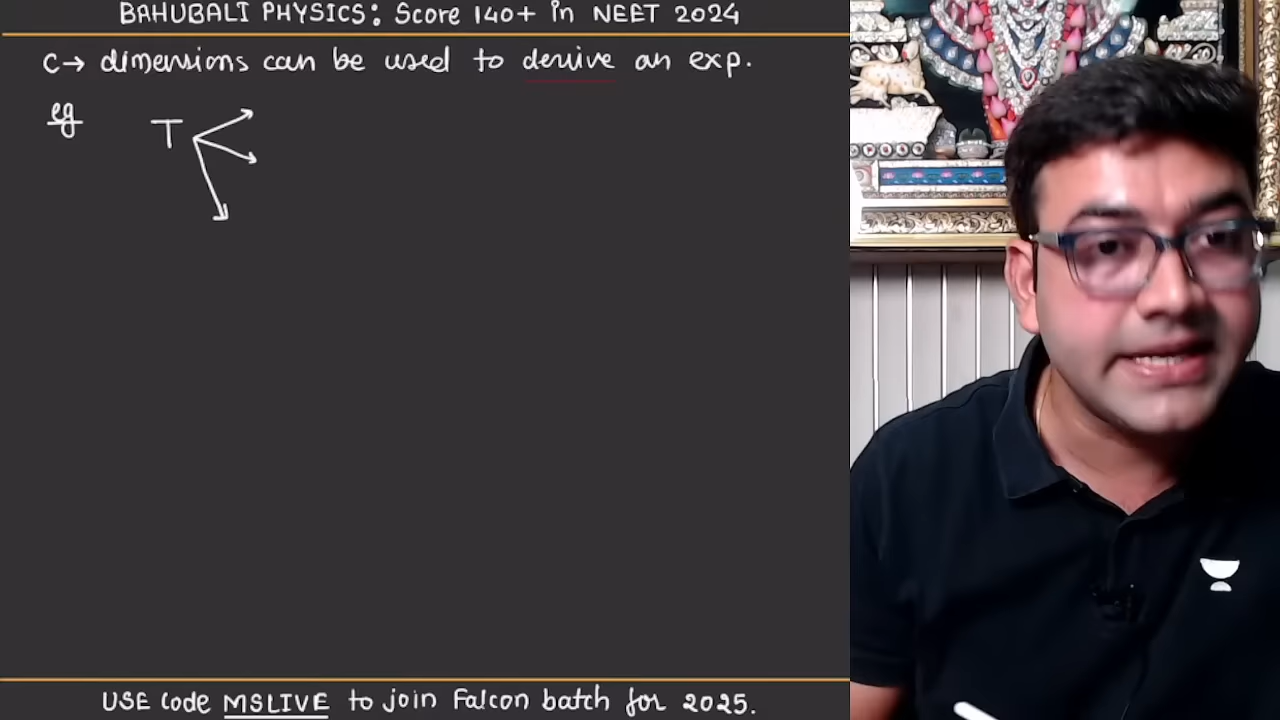 BAHUBALI PHYSICS: Score 140+ in NEET 2024
C→ dimensions can be used to derive an exp.
eg T
USE Code MSLIVE to join Falcon batch for 2025.